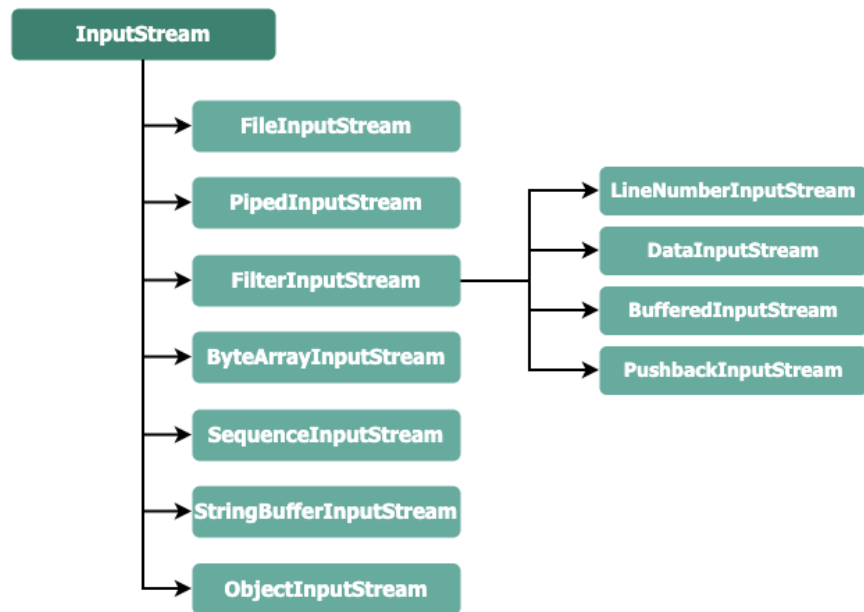 InputStream
FileInputStream
PipedInputStream
FilterInputStream
ByteArrayInputStream
SequenceInputStream
StringBufferInputStream
ObjectInputStream
LineNumberInputStream
DataInputStream
BufferedInputStream
PushbackInputStream